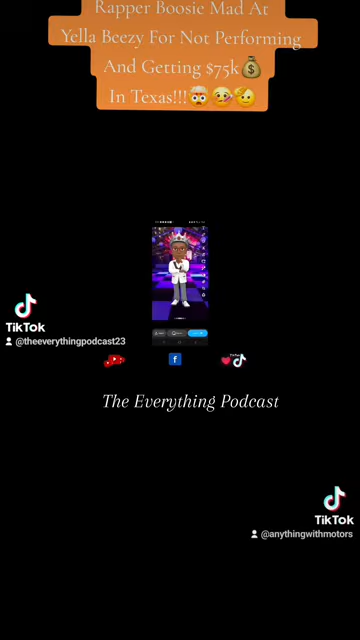 Rapper Boosie Mad At
Yella Beezy For Not Performing
And Getting $75k💰
In Texas!!!🤯🤒🫡
TikTok
@theeverythingpodcast23
TikTok
The Everything Podcast
TikTok
@anythingwithmotors